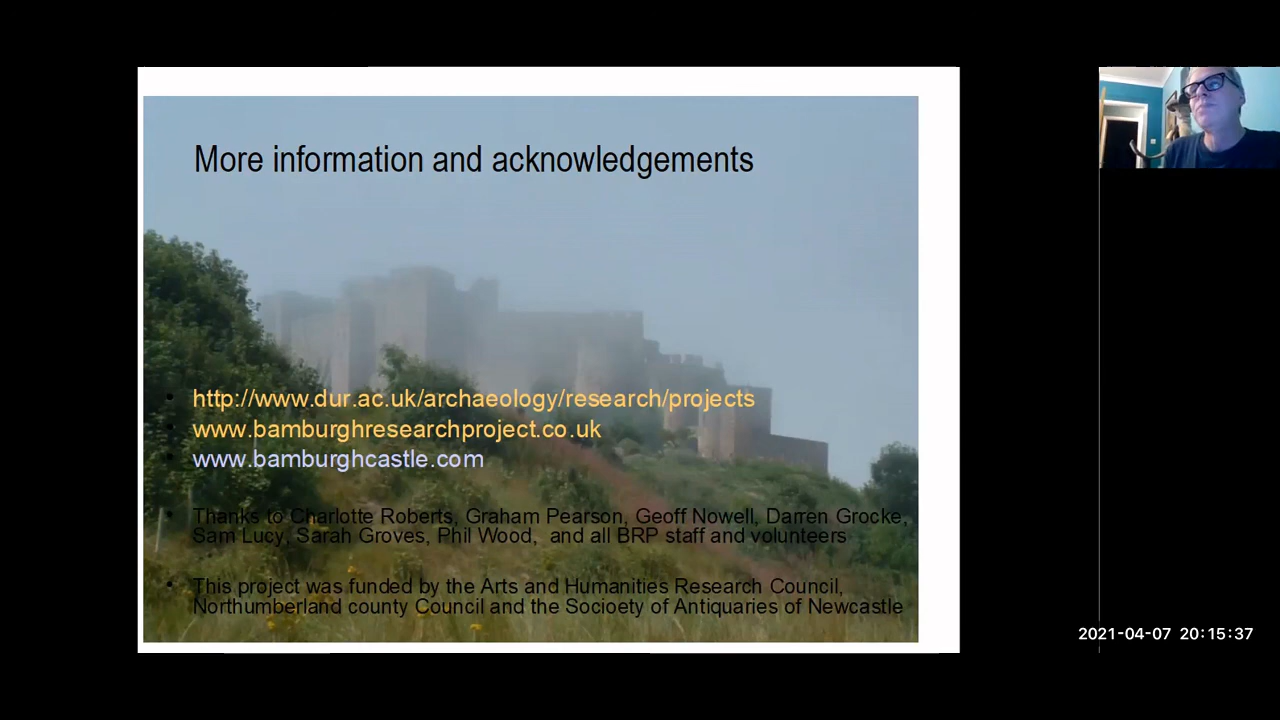 More information and acknowledgements
• http://www.dur.ac.uk/archaeology/research/projects
• www.bamburghresearchproject.co.uk
• www.bamburghcastle.com
• Thanks to Charlotte Roberts, Graham Pearson, Geoff Nowell, Darren Grocke,
Sam Lucy, Sarah Groves, Phil Wood, and all BRP staff and volunteers
• This project was funded by the Arts and Humanities Research Council,
Northumberland county Council and the Socioety of Antiquaries of Newcastle
2021-04-07 20:15:37